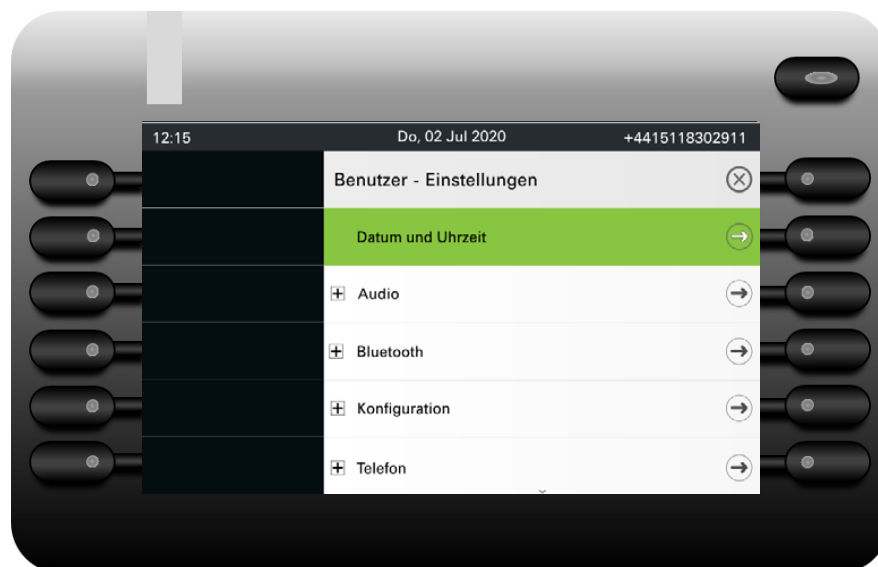 12:15 Do, 02 Jul 2020 +4415118302911
Benutzer - Einstellungen
Datum und Uhrzeit
Audio
Bluetooth
Konfiguration
Telefon